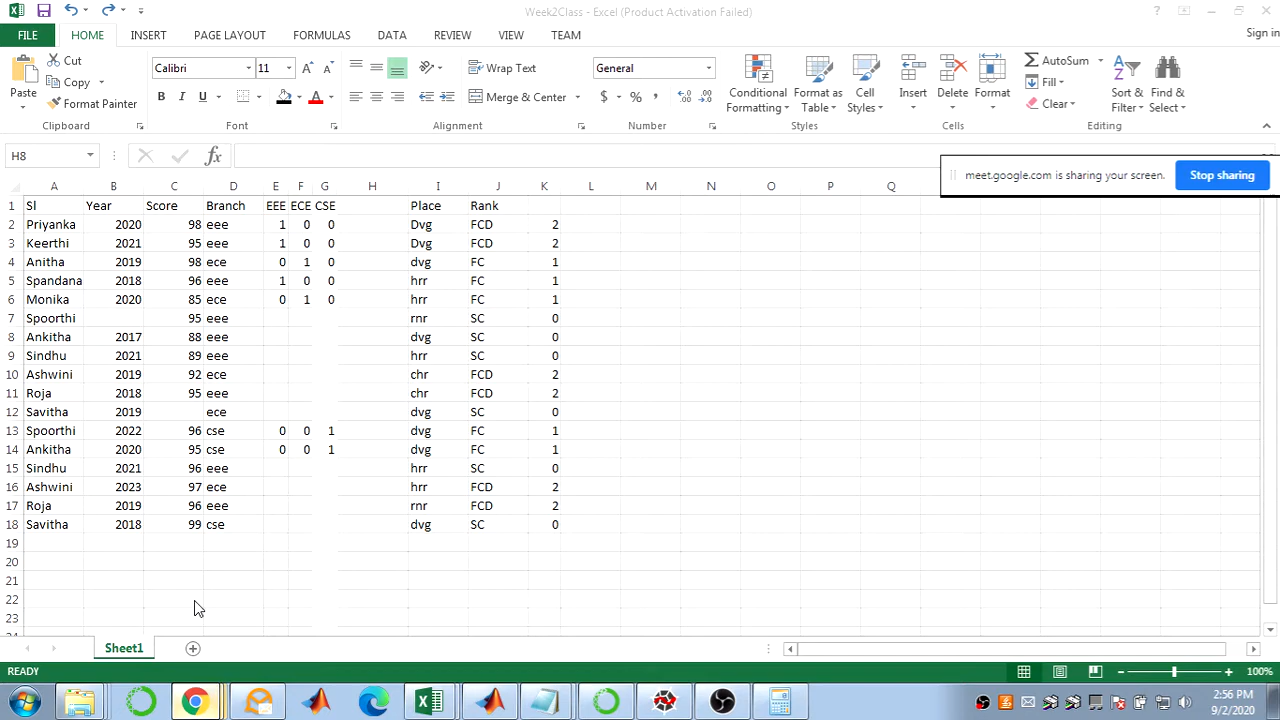 Week2Class - Excel (Product Activation Failed)
FILE HOME INSERT PAGE LAYOUT FORMULAS DATA REVIEW VIEW TEAM Sign in
Paste Cut Copy Format Painter Clipboard
Calibri 11 B I U A Font
Wrap Text Merge & Center Alignment
General $ % , Number
Conditional Formatting Format as Table Cell Styles Styles
Insert Delete Format Cells
AutoSum Fill Clear Sort & Filter Find & Select Editing
H8 fx
meet.google.com is sharing your screen. Stop sharing
A B C D E F G H I J K L M N O P Q
1 Sl Year Score Branch EEE ECE CSE Place Rank
2 Priyanka 2020 98 eee 1 0 0 Dvg FCD 2
3 Keerthi 2021 95 eee 1 0 0 Dvg FCD 2
4 Anitha 2019 98 ece 0 1 0 dvg FC 1
5 Spandana 2018 96 eee 1 0 0 hrr FC 1
6 Monika 2020 85 ece 0 1 0 hrr FC 1
7 Spoorthi 95 eee rnr SC 0
8 Ankitha 2017 88 eee dvg SC 0
9 Sindhu 2021 89 eee hrr SC 0
10 Ashwini 2019 92 ece chr FCD 2
11 Roja 2018 95 eee chr FCD 2
12 Savitha 2019 ece dvg SC 0
13 Spoorthi 2022 96 cse 0 0 1 dvg FC 1
14 Ankitha 2020 95 cse 0 0 1 dvg FC 1
15 Sindhu 2021 96 eee hrr SC 0
16 Ashwini 2023 97 ece hrr FCD 2
17 Roja 2019 96 eee rnr FCD 2
18 Savitha 2018 99 cse dvg SC 0
19
20
21
22
23
Sheet1
READY 100%
2:56 PM
9/2/2020